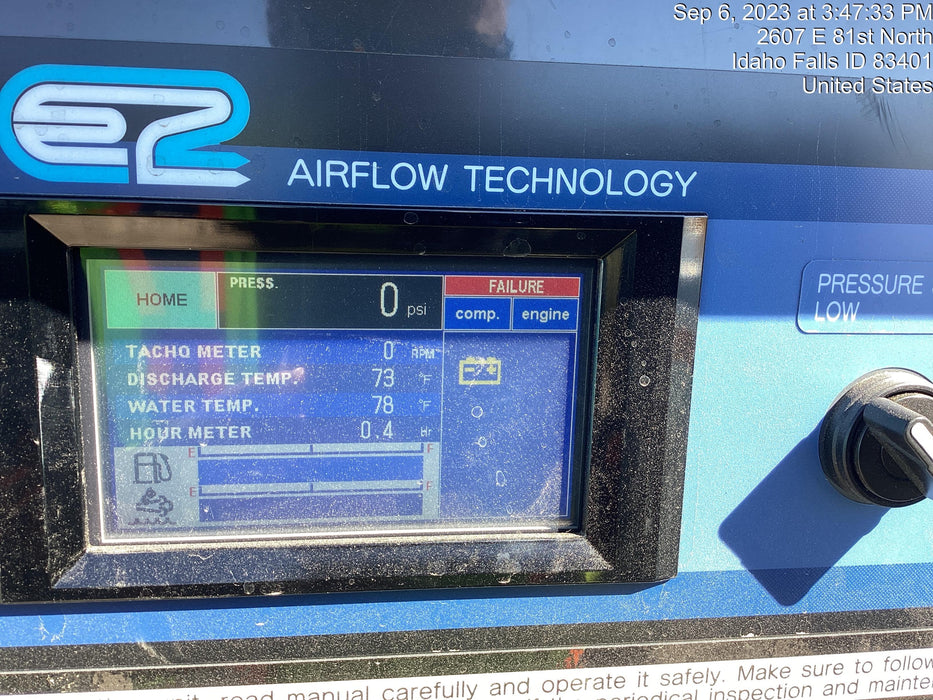 Sep 6, 2023 at 3:47:33 PM
2607 E 81st North
Idaho Falls ID 83401
United States
EZ
AIRFLOW TECHNOLOGY
HOME
PRESS.
0 psi
FAILURE
comp. engine
TACHO METER 0 RPM
DISCHARGE TEMP. 73 °F
WATER TEMP. 78 °F
HOUR METER 0.4 Hr
E F
E F
PRESSURE
LOW
read manual carefully and operate it safely. Make sure to follow
periodical inspection and